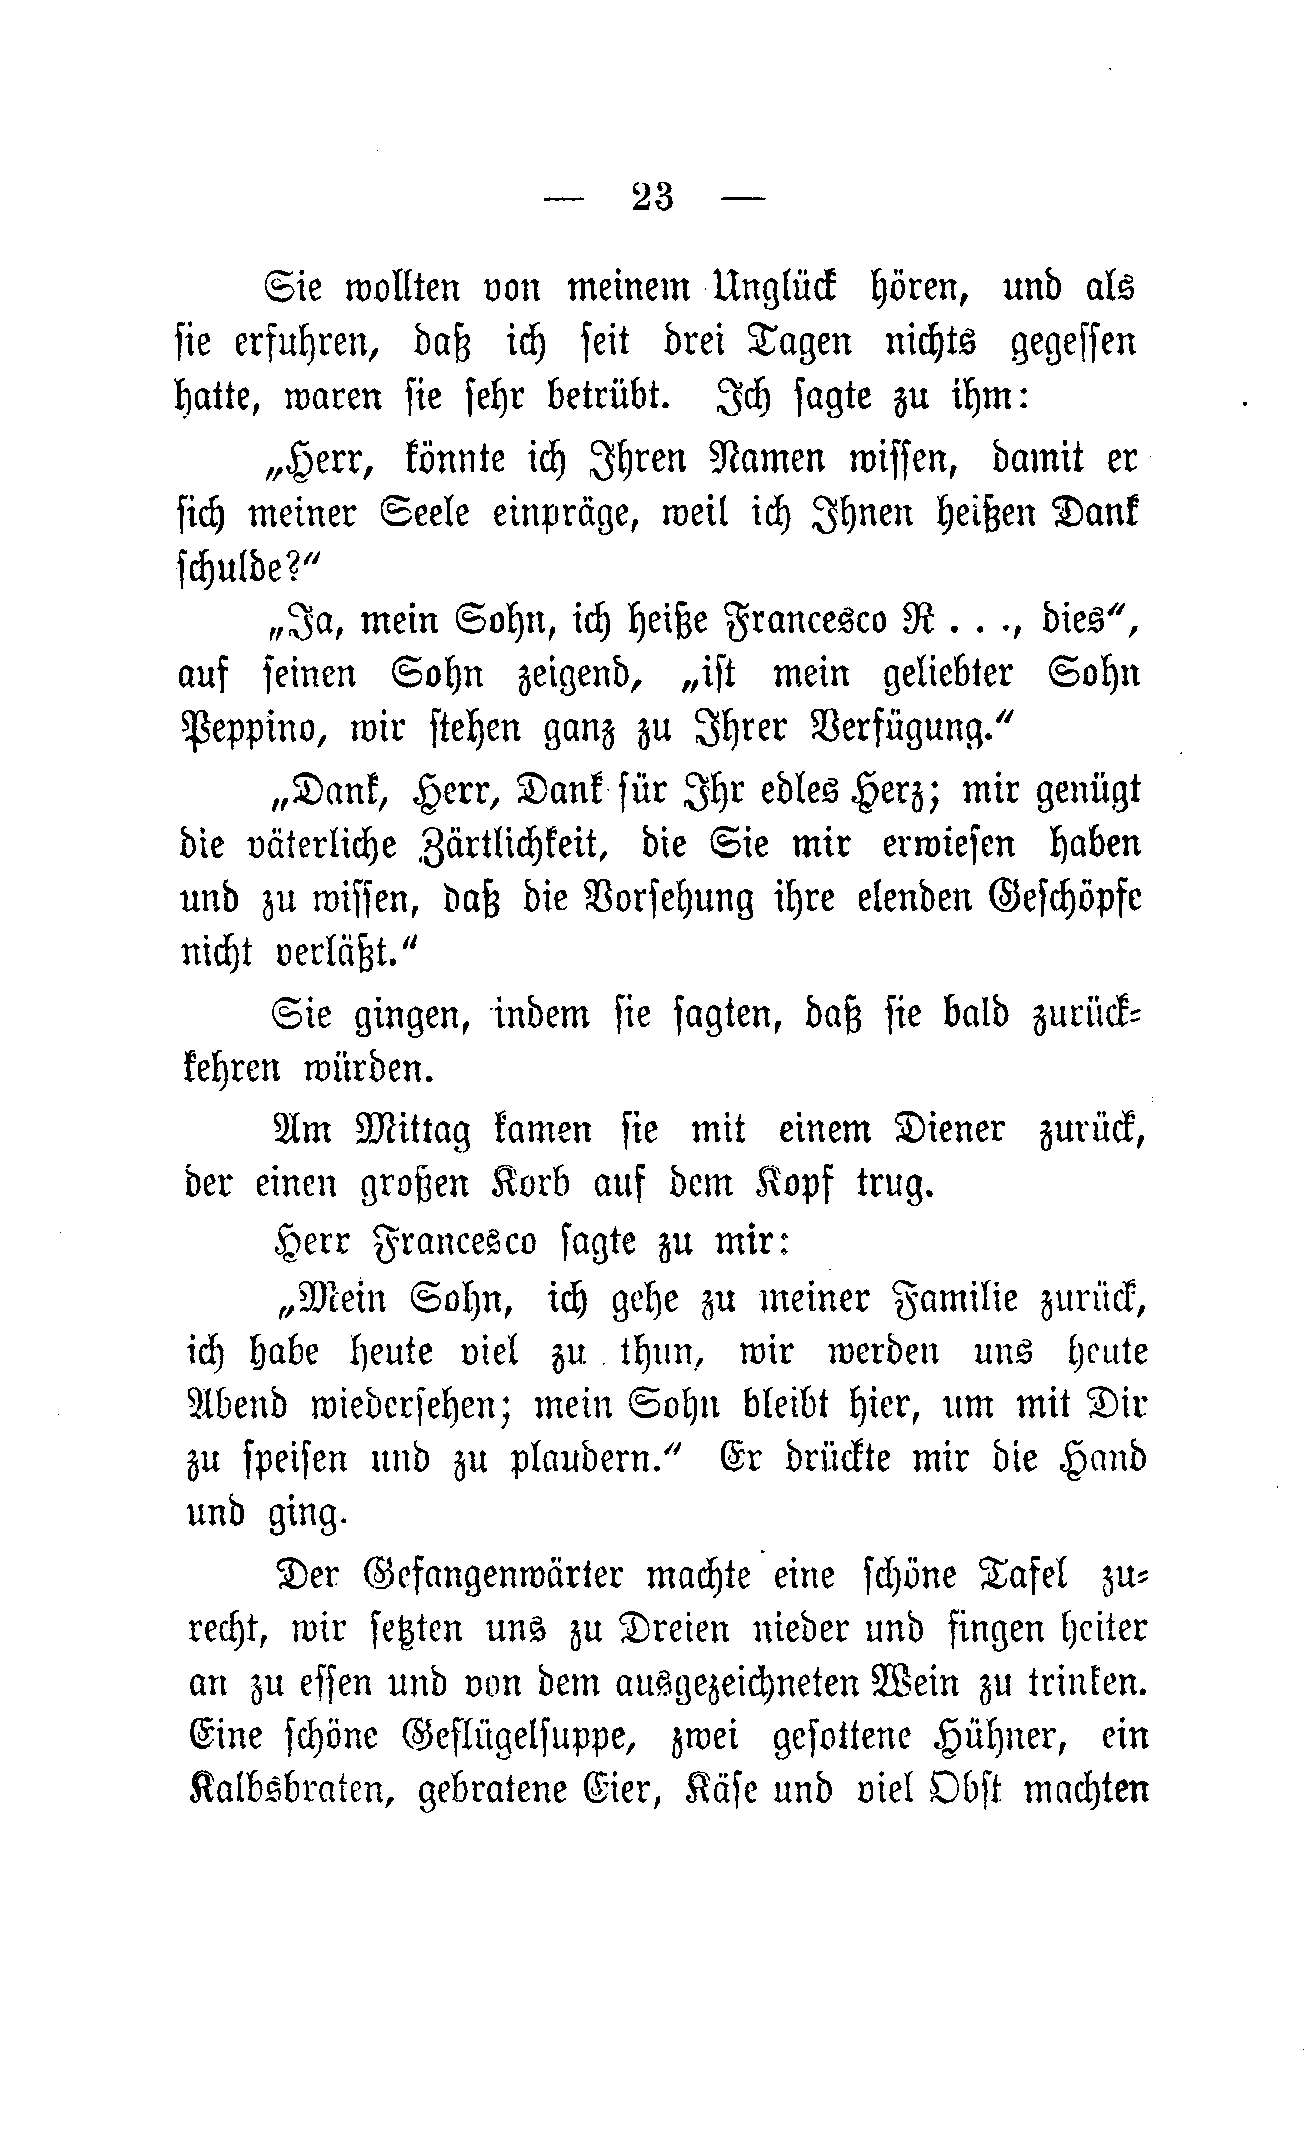 — 23 —
Sie wollten von meinem Unglück hören, und als
sie erfuhren, daß ich seit drei Tagen nichts gegessen
hatte, waren sie sehr betrübt. Ich sagte zu ihm:
„Herr, könnte ich Ihren Namen wissen, damit er
sich meiner Seele einpräge, weil ich Ihnen heißen Dank
schulde?“
„Ja, mein Sohn, ich heiße Francesco R . . ., dies“,
auf seinen Sohn zeigend, „ist mein geliebter Sohn
Peppino, wir stehen ganz zu Ihrer Verfügung.“
„Dank, Herr, Dank für Ihr edles Herz; mir genügt
die väterliche Zärtlichkeit, die Sie mir erwiesen haben
und zu wissen, daß die Vorsehung ihre elenden Geschöpfe
nicht verläßt.“
Sie gingen, indem sie sagten, daß sie bald zurück-
kehren würden.
Am Mittag kamen sie mit einem Diener zurück,
der einen großen Korb auf dem Kopf trug.
Herr Francesco sagte zu mir:
„Mein Sohn, ich gehe zu meiner Familie zurück,
ich habe heute viel zu thun, wir werden uns heute
Abend wiedersehen; mein Sohn bleibt hier, um mit Dir
zu speisen und zu plaudern.“ Er drückte mir die Hand
und ging.
Der Gefangenwärter machte eine schöne Tafel zu-
recht, wir setzten uns zu Dreien nieder und fingen heiter
an zu essen und von dem ausgezeichneten Wein zu trinken.
Eine schöne Geflügelsuppe, zwei gesottene Hühner, ein
Kalbsbraten, gebratene Eier, Käse und viel Obst machten